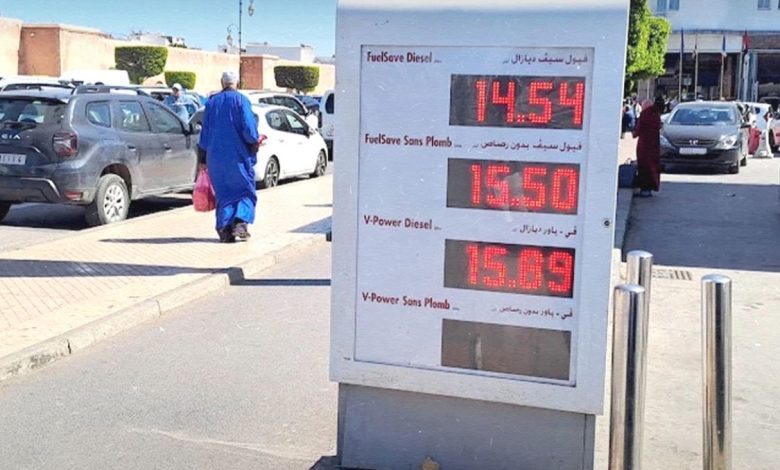 FuelSave Diesel فيول سيف ديازال
14.54
FuelSave Sans Plomb فيول سيف بدون رصاص
15.50
V-Power Diesel في-باور ديازال
15.89
V-Power Sans Plomb في-باور بدون رصاص